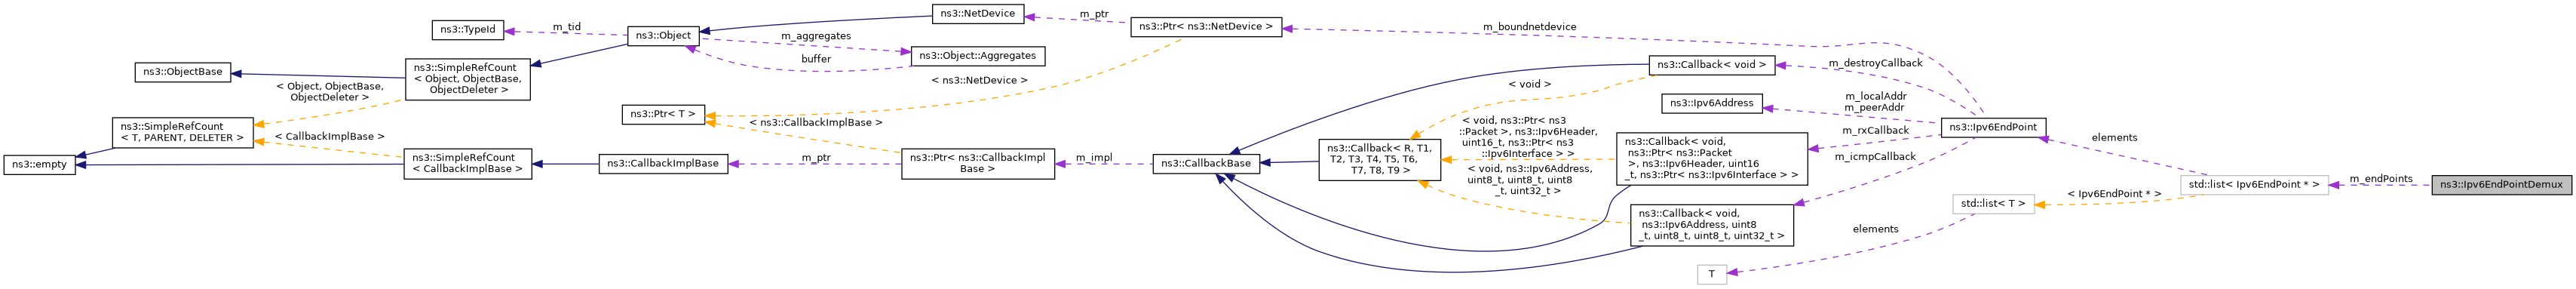 ns3::empty
ns3::SimpleRefCount
< T, PARENT, DELETER >
ns3::ObjectBase
< Object, ObjectBase,
ObjectDeleter >
< CallbackImplBase >
ns3::TypeId
ns3::SimpleRefCount
< Object, ObjectBase,
ObjectDeleter >
ns3::SimpleRefCount
< CallbackImplBase >
m_tid
ns3::Object
ns3::Ptr< T >
ns3::CallbackImplBase
m_aggregates
buffer
< ns3::CallbackImplBase >
m_ptr
ns3::NetDevice
ns3::Object::Aggregates
< ns3::NetDevice >
ns3::Ptr< ns3::CallbackImpl
Base >
m_ptr
m_impl
ns3::Ptr< ns3::NetDevice >
ns3::CallbackBase
ns3::Callback< R, T1,
T2, T3, T4, T5, T6,
T7, T8, T9 >
m_boundnetdevice
< void >
< void, ns3::Ptr< ns3
::Packet >, ns3::Ipv6Header,
uint16_t, ns3::Ptr< ns3
::Ipv6Interface > >
< void, ns3::Ipv6Address,
uint8_t, uint8_t, uint8
_t, uint32_t >
ns3::Callback< void >
ns3::Ipv6Address
ns3::Callback< void,
ns3::Ptr< ns3::Packet
>, ns3::Ipv6Header, uint16
_t, ns3::Ptr< ns3::Ipv6Interface > >
ns3::Callback< void,
ns3::Ipv6Address, uint8
_t, uint8_t, uint8_t, uint32_t >
T
m_destroyCallback
m_localAddr
m_peerAddr
m_rxCallback
m_icmpCallback
elements
ns3::Ipv6EndPoint
std::list< T >
elements
< Ipv6EndPoint * >
std::list< Ipv6EndPoint * >
m_endPoints
ns3::Ipv6EndPointDemux